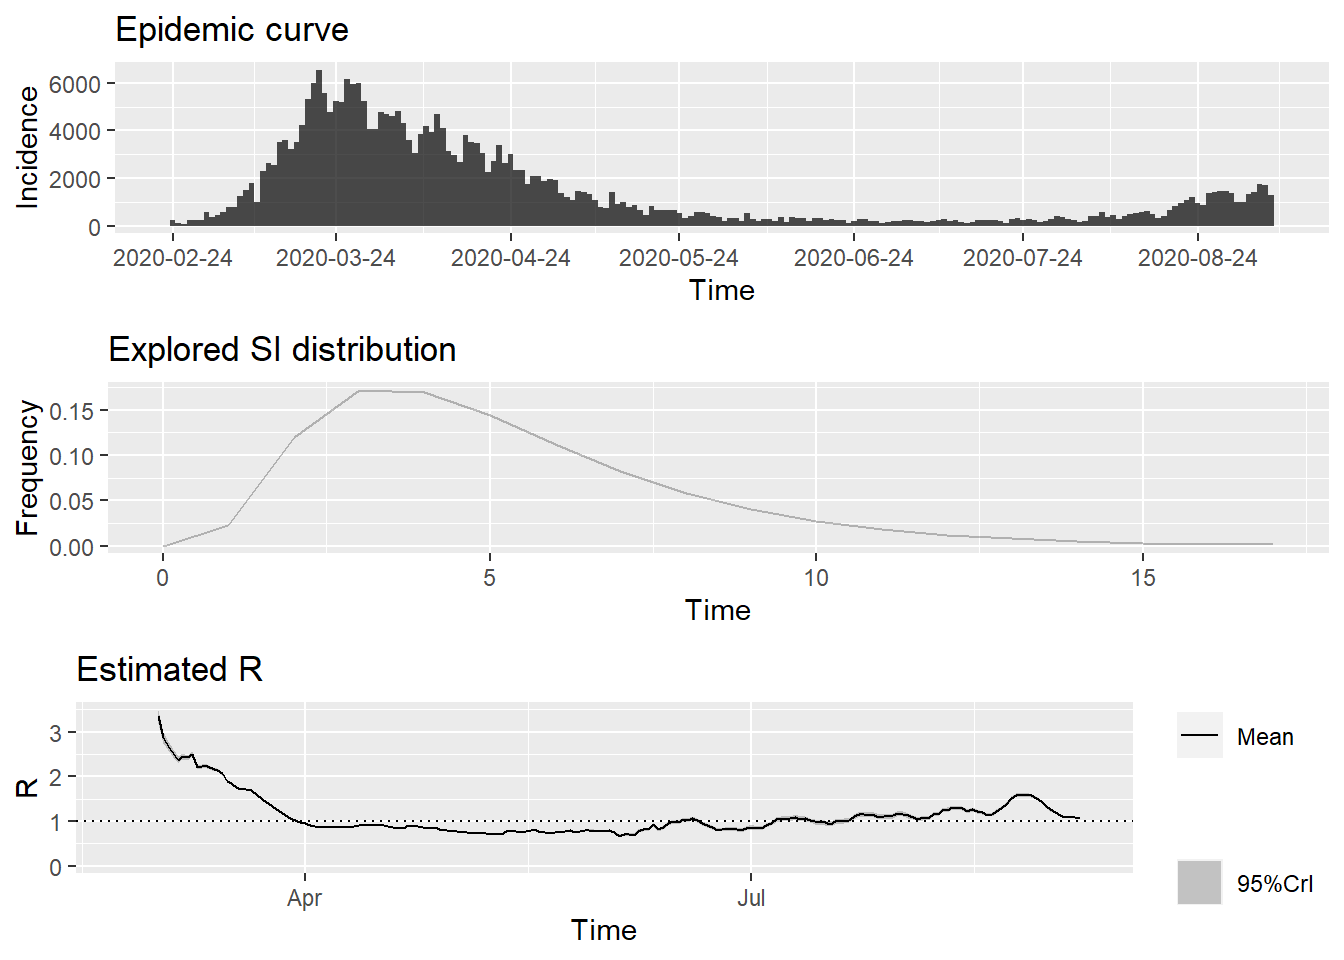 Epidemic curve
Incidence
6000
4000
2000
0
2020-02-24 2020-03-24 2020-04-24 2020-05-24 2020-06-24 2020-07-24 2020-08-24
Time
Explored SI distribution
Frequency
0.15
0.10
0.05
0.00
0 5 10 15
Time
Estimated R
R
3
2
1
0
Apr Jul
Time
Mean
95%CrI